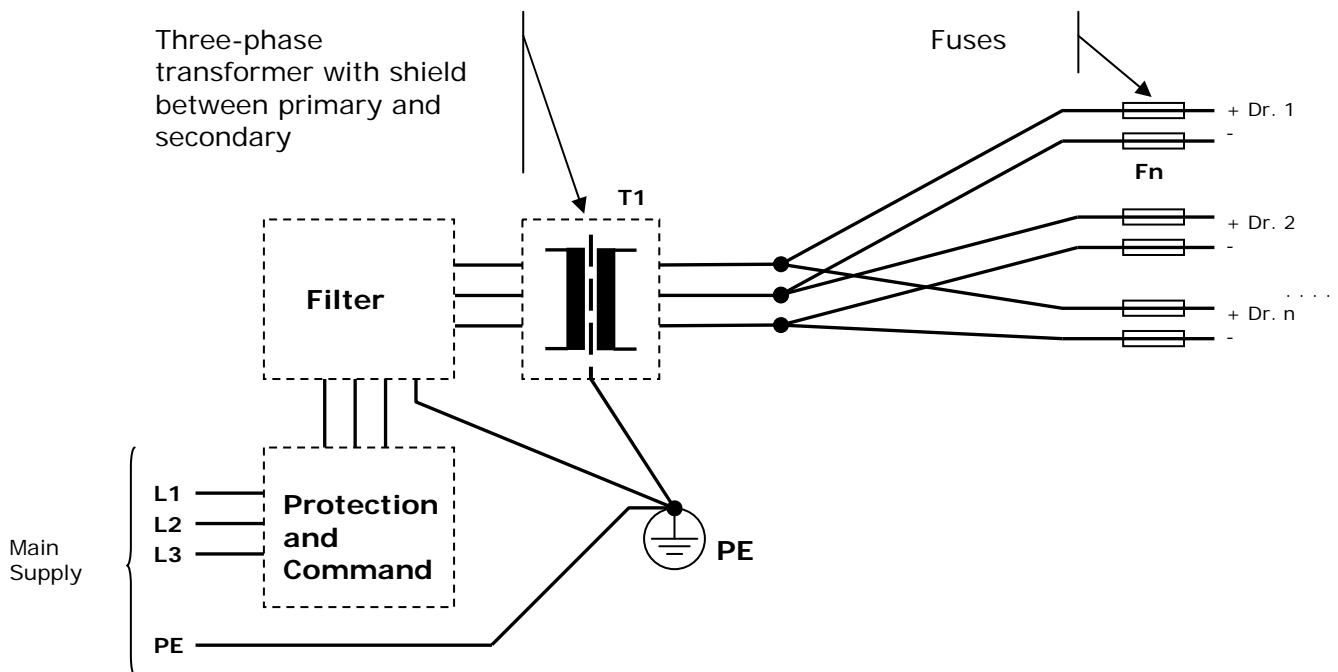 Three-phase
transformer with shield
between primary and
secondary
Fuses
+ Dr. 1
-
Fn
T1
+ Dr. 2
-
Filter
. . . .
+ Dr. n
-
Main
Supply
L1
L2
L3
Protection
and
Command
PE
PE